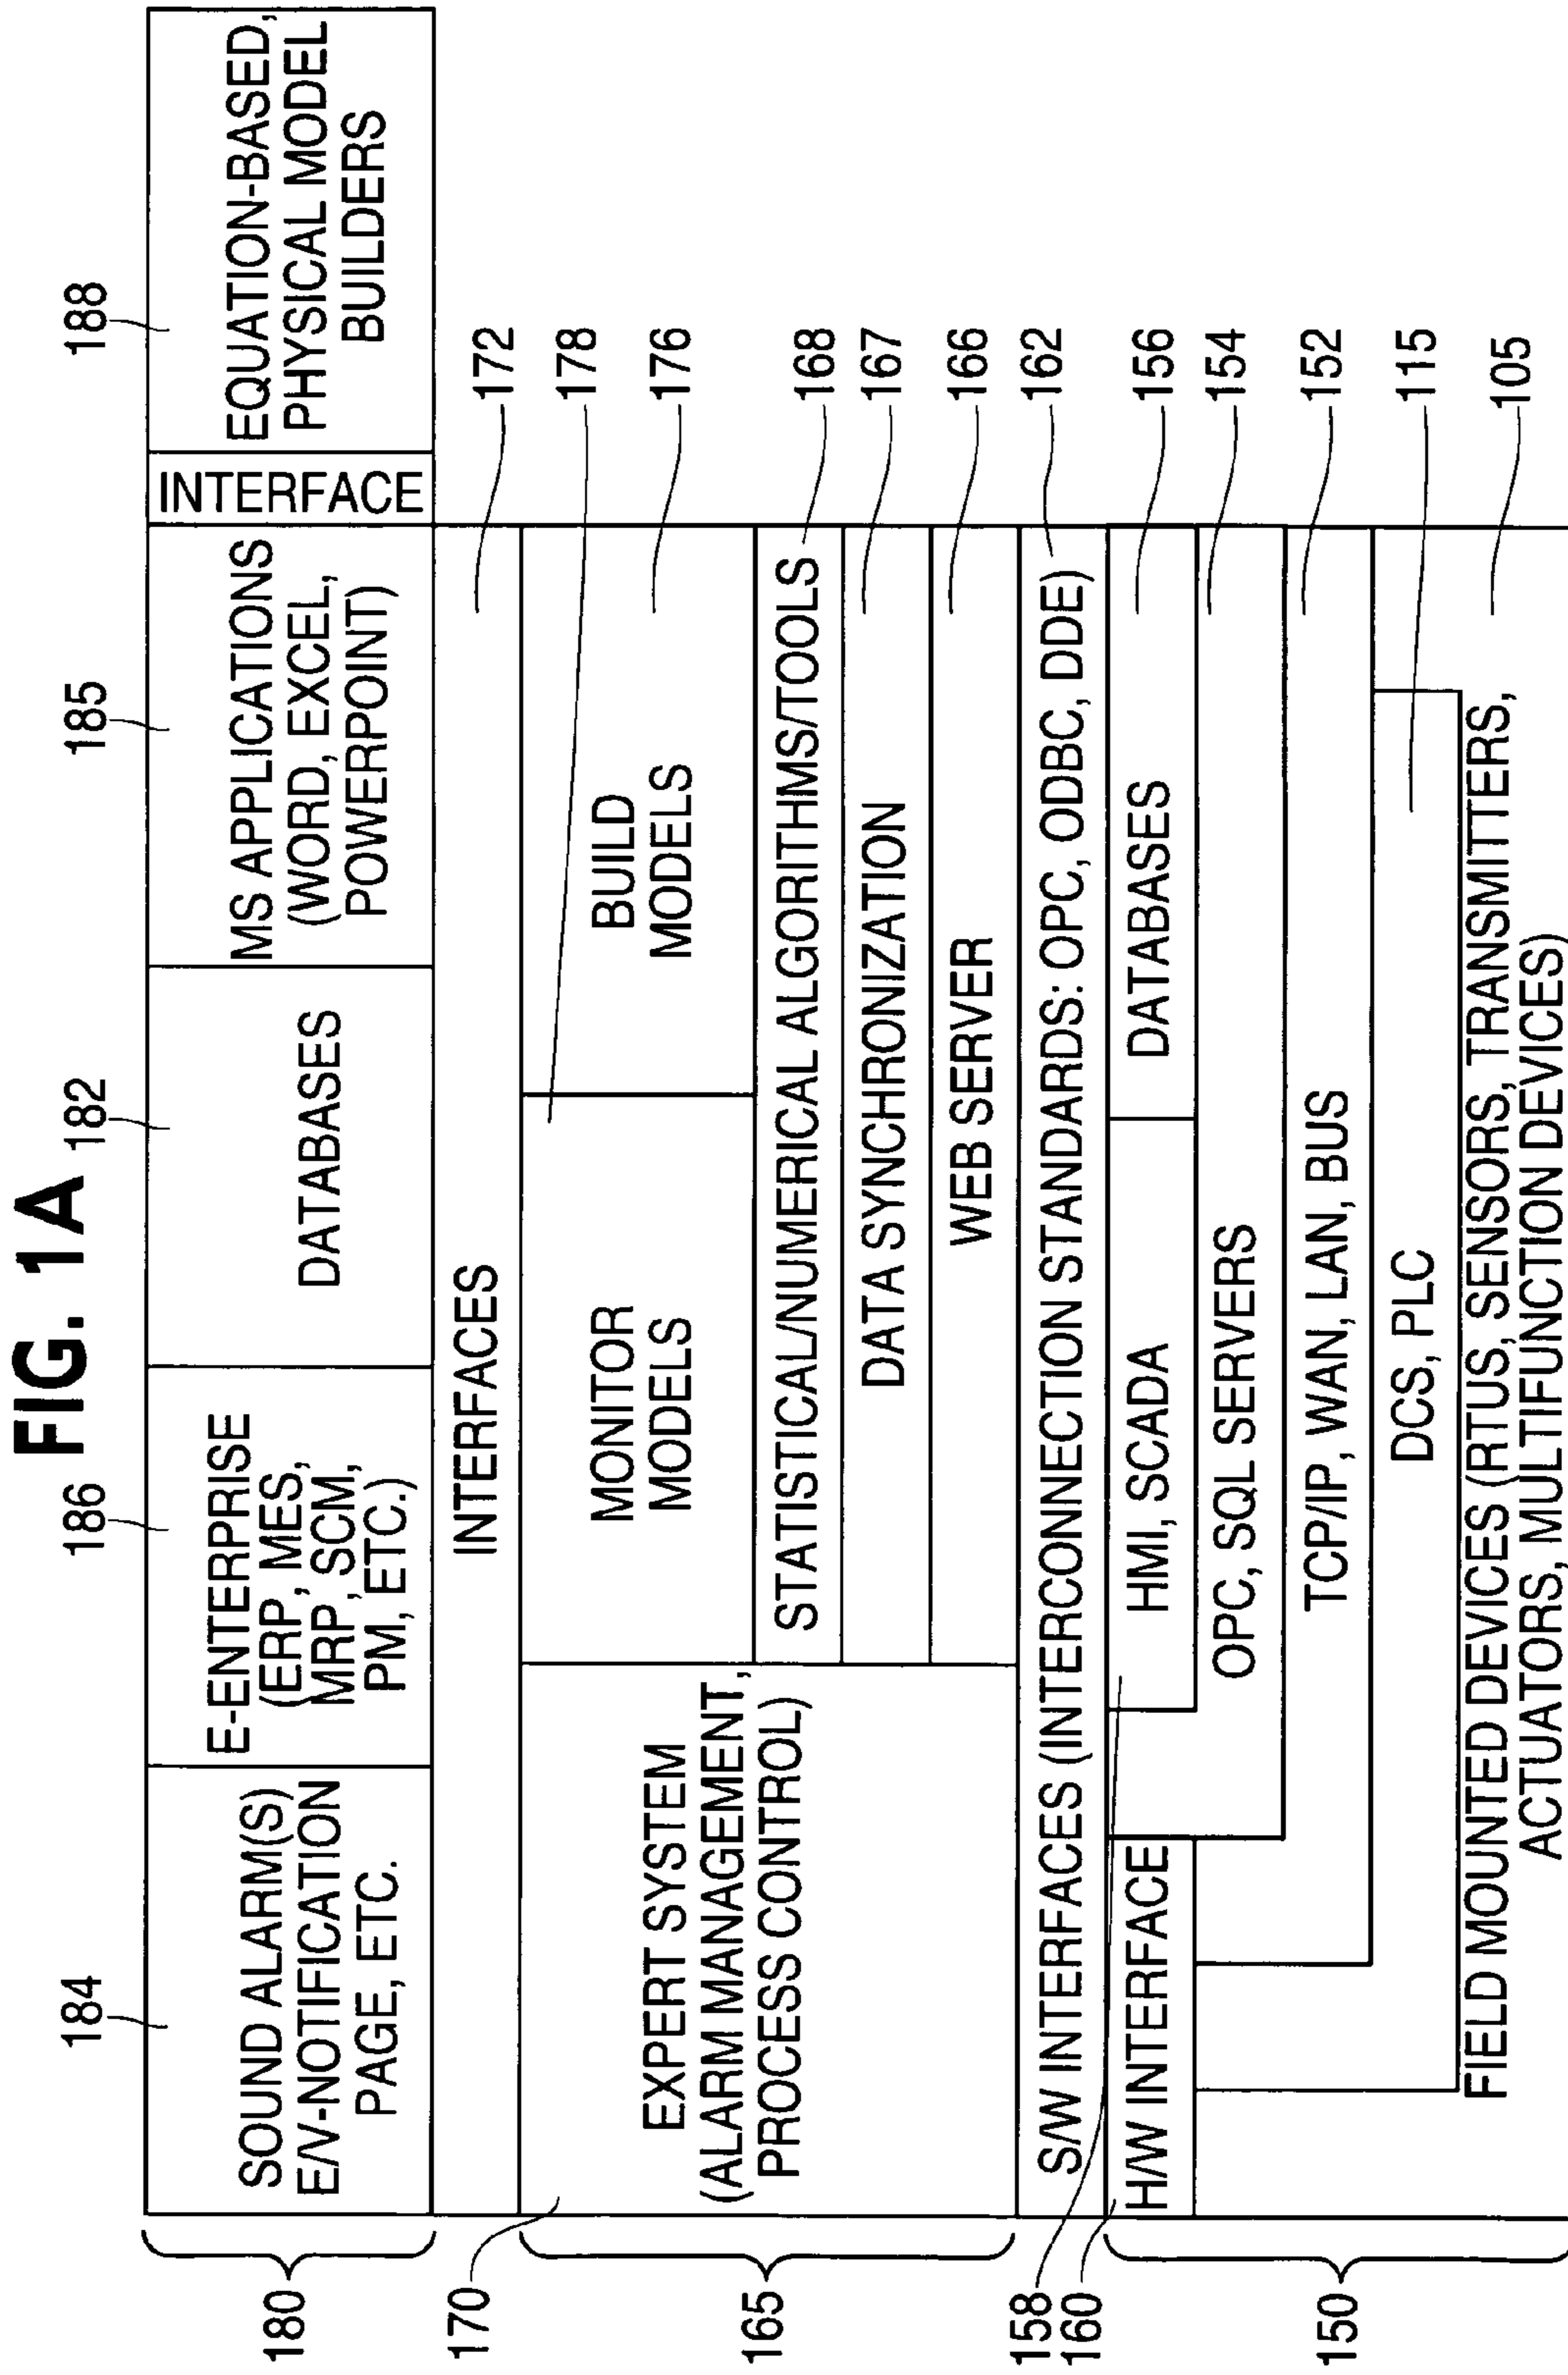 FIG. 1A
184
186
182
185
188
180
SOUND ALARM(S)
E/V-NOTIFICATION
PAGE, ETC.
E-ENTERPRISE
(ERP, MES,
MRP, SCM,
PM, ETC.)
DATABASES
MS APPLICATIONS
(WORD, EXCEL,
POWERPOINT)
INTERFACE
EQUATION-BASED,
PHYSICAL MODEL
BUILDERS
INTERFACES
172
170
165
EXPERT SYSTEM
(ALARM MANAGEMENT,
PROCESS CONTROL)
MONITOR
MODELS
BUILD
MODELS
178
176
STATISTICAL/NUMERICAL ALGORITHMS/TOOLS
168
DATA SYNCHRONIZATION
167
WEB SERVER
166
S/W INTERFACES (INTERCONNECTION STANDARDS: OPC, ODBC, DDE)
162
158
160
150
H/W INTERFACE
HMI, SCADA
DATABASES
156
OPC, SQL SERVERS
154
TCP/IP, WAN, LAN, BUS
152
DCS, PLC
115
FIELD MOUNTED DEVICES (RTUS, SENSORS, TRANSMITTERS,
ACTUATORS, MULTIFUNCTION DEVICES)
105